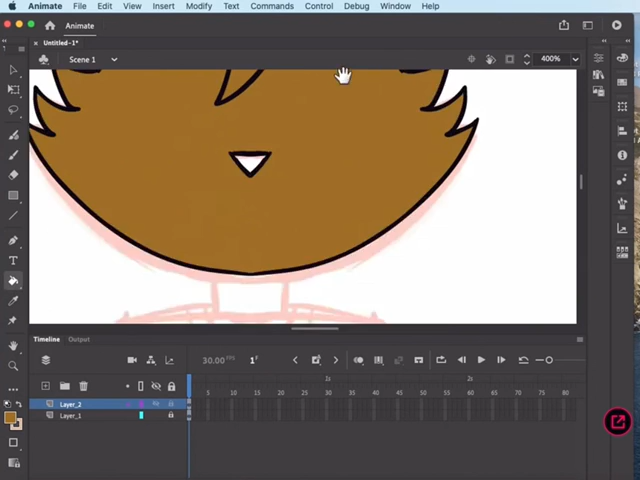 Animate File Edit View Insert Modify Text Commands Control Debug Window Help
Animate
Untitled-1*
Scene 1 400%
Timeline Output
30.00 FPS 1 F
1s 2s
5 10 15 20 25 30 35 40 45 50 55 60 65 70 75 80
Layer_2
Layer_1
T